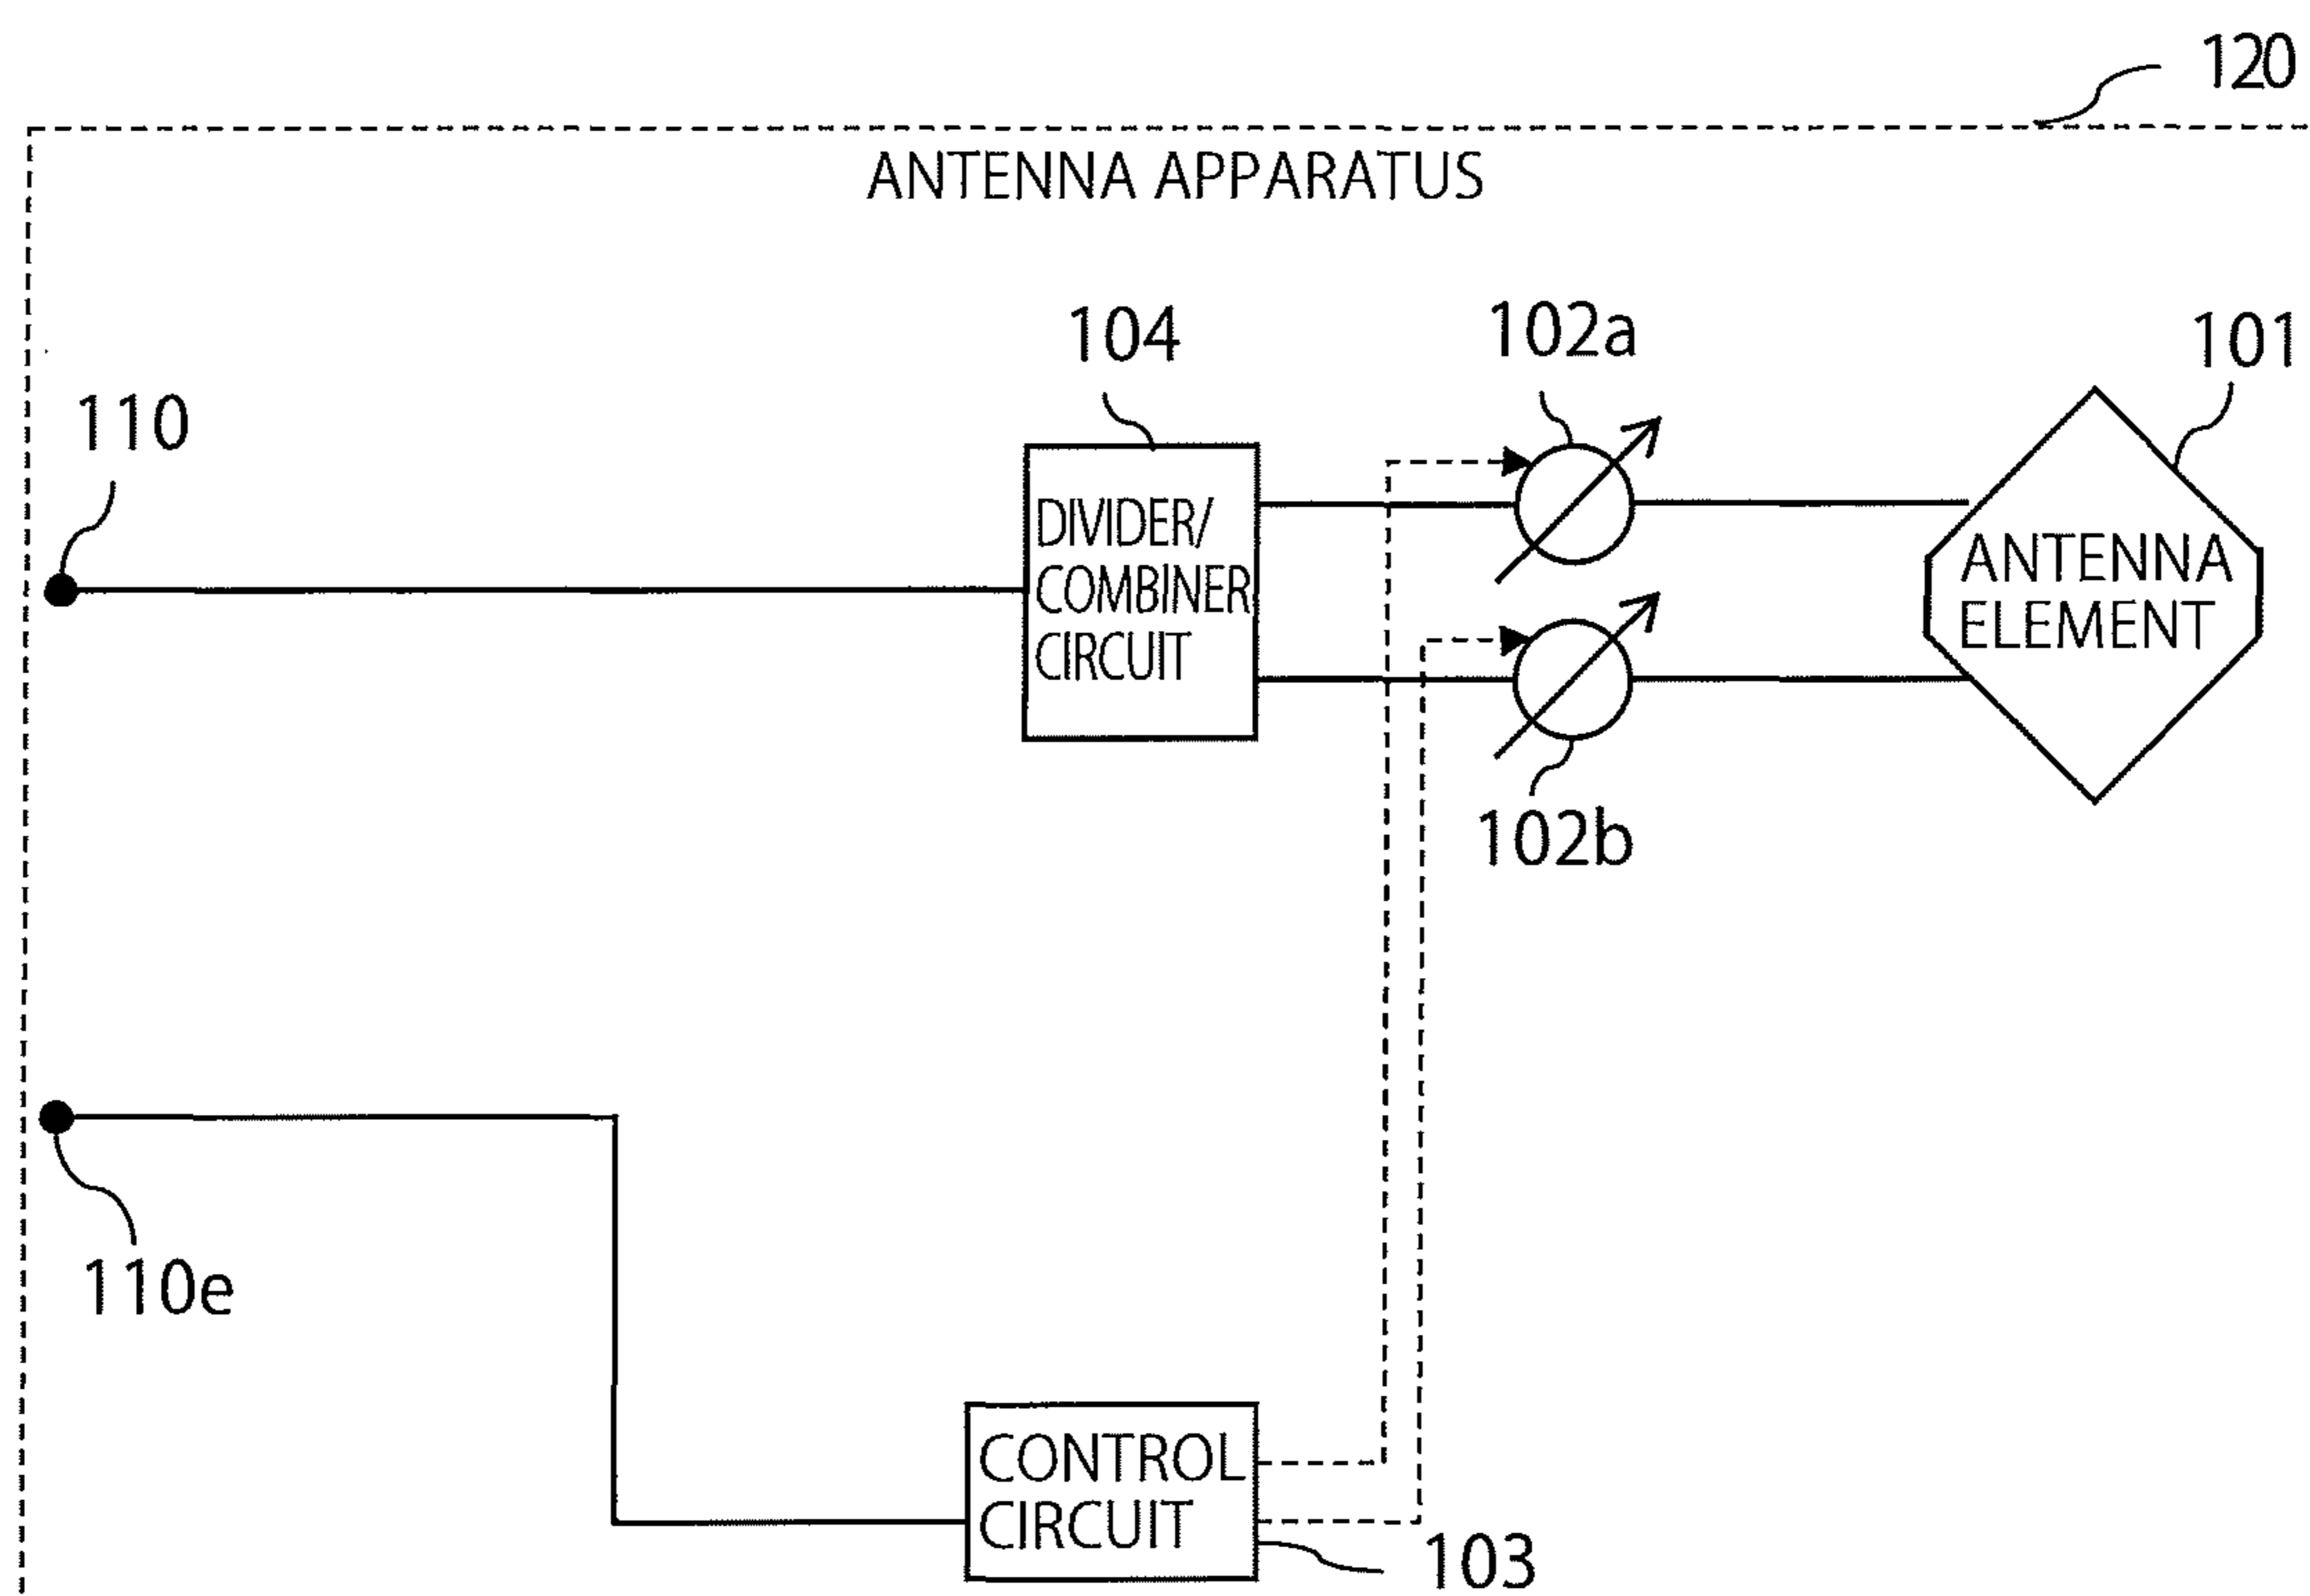 120
ANTENNA APPARATUS
104
102a
101
110
DIVIDER/
COMBINER
CIRCUIT
ANTENNA
ELEMENT
102b
110e
CONTROL
CIRCUIT
103